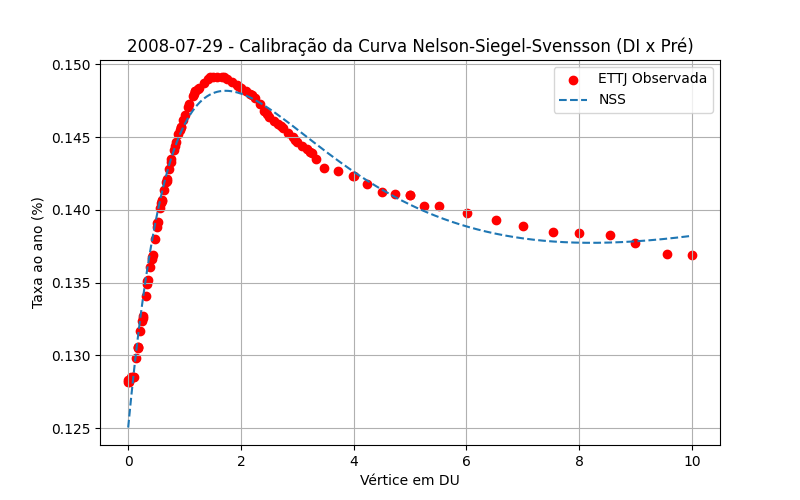 2008-07-29 - Calibração da Curva Nelson-Siegel-Svensson (DI x Pré)
ETTJ Observada
NSS
Taxa ao ano (%)
0.150
0.145
0.140
0.135
0.130
0.125
0
2
4
6
8
10
Vértice em DU